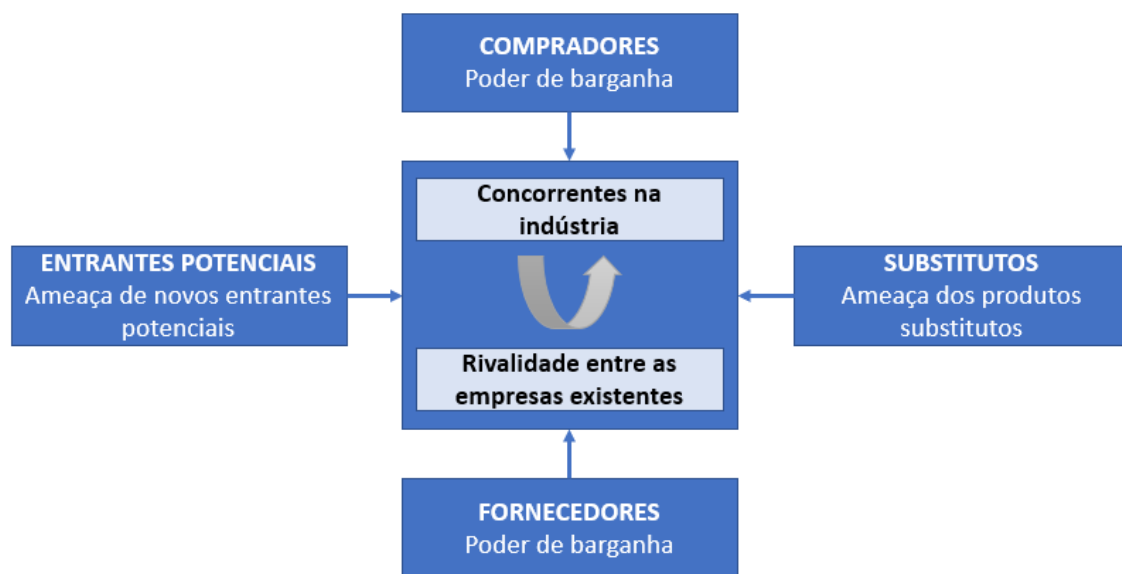 COMPRADORES
Poder de barganha
Concorrentes na
indústria
ENTRANTES POTENCIAIS
Ameaça de novos entrantes
potenciais
SUBSTITUTOS
Ameaça dos produtos
substitutos
Rivalidade entre as
empresas existentes
FORNECEDORES
Poder de barganha